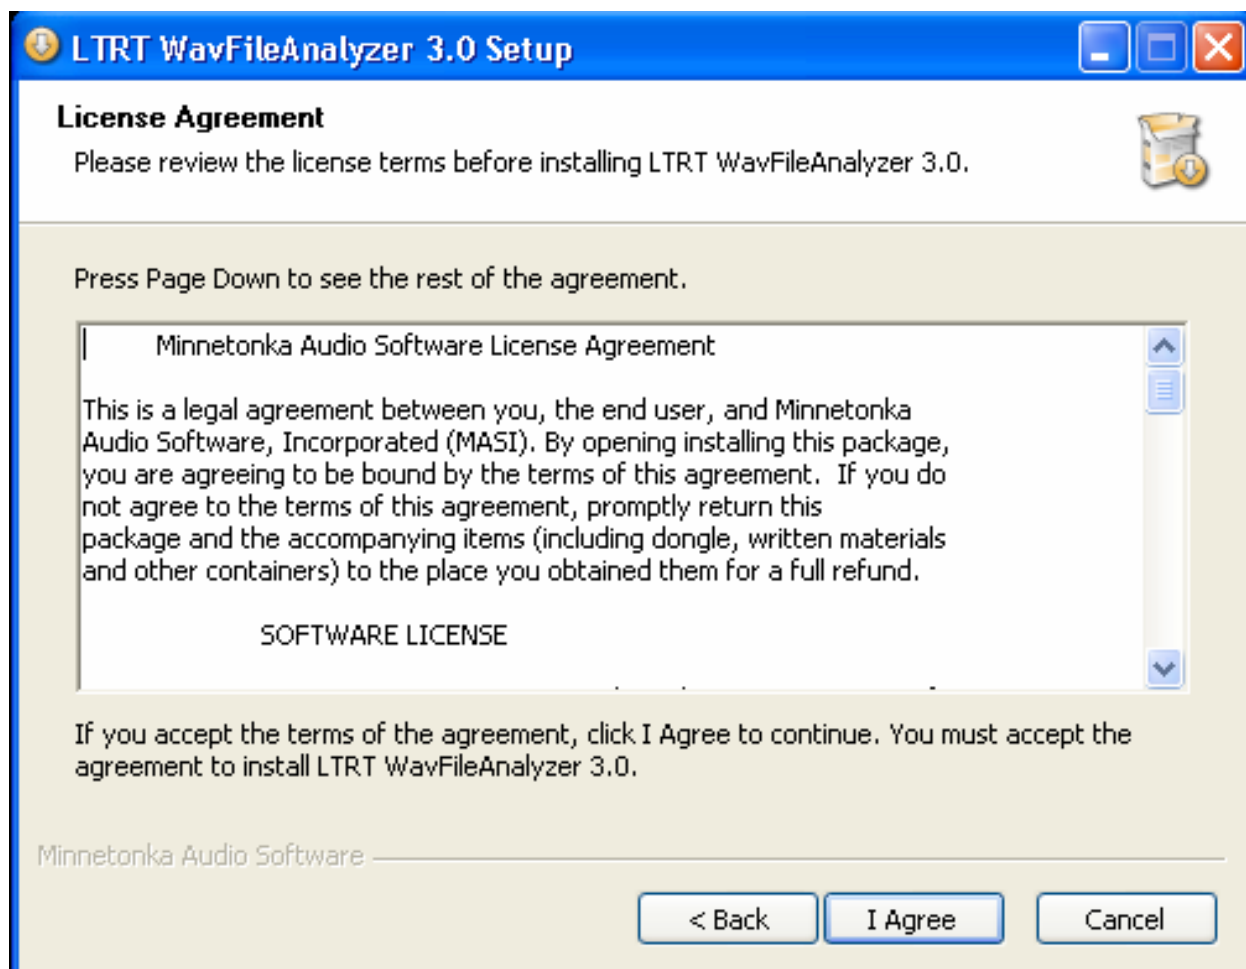 LTRT WavFileAnalyzer 3.0 Setup
License Agreement
Please review the license terms before installing LTRT WavFileAnalyzer 3.0.
Press Page Down to see the rest of the agreement.
Minnetonka Audio Software License Agreement
This is a legal agreement between you, the end user, and Minnetonka
Audio Software, Incorporated (MASI). By opening installing this package,
you are agreeing to be bound by the terms of this agreement.  If you do
not agree to the terms of this agreement, promptly return this
package and the accompanying items (including dongle, written materials
and other containers) to the place you obtained them for a full refund.
SOFTWARE LICENSE
If you accept the terms of the agreement, click I Agree to continue. You must accept the
agreement to install LTRT WavFileAnalyzer 3.0.
Minnetonka Audio Software
< Back
I Agree
Cancel